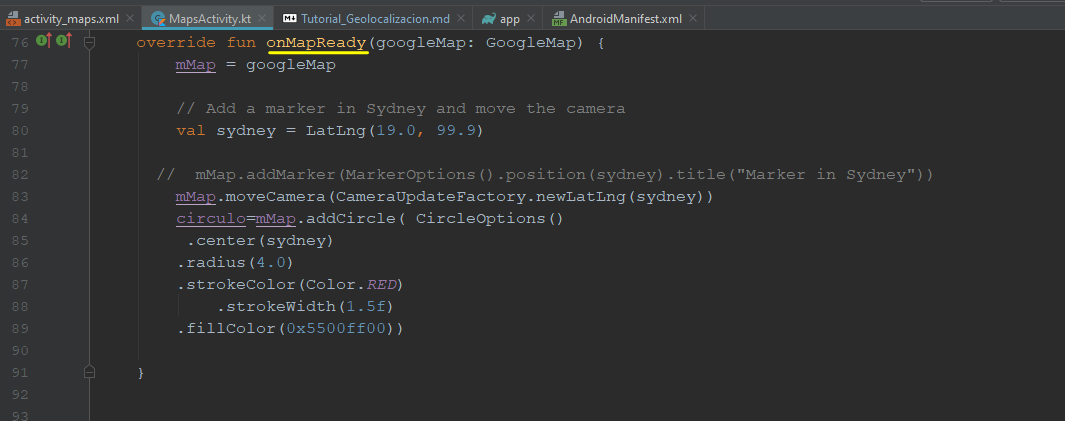 activity_maps.xml MapsActivity.kt Tutorial_Geolocalizacion.md app AndroidManifest.xml
76 override fun onMapReady(googleMap: GoogleMap) {
77 mMap = googleMap
78
79 // Add a marker in Sydney and move the camera
80 val sydney = LatLng(19.0, 99.9)
81
82 // mMap.addMarker(MarkerOptions().position(sydney).title("Marker in Sydney"))
83 mMap.moveCamera(CameraUpdateFactory.newLatLng(sydney))
84 circulo=mMap.addCircle( CircleOptions()
85 .center(sydney)
86 .radius(4.0)
87 .strokeColor(Color.RED)
88 .strokeWidth(1.5f)
89 .fillColor(0x5500ff00))
90
91 }
92
93